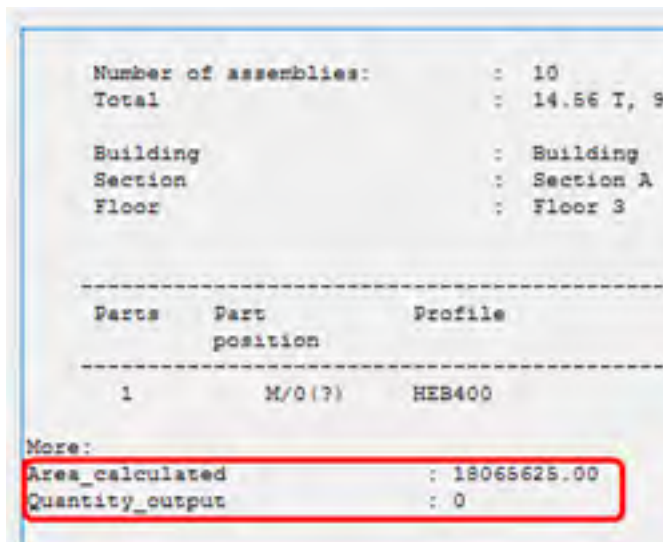 Number of assemblies: : 10
Total : 14.56 T, 9
Building : Building
Section : Section A
Floor : Floor 3
Parts Part Profile
position
1 M/0(?) HEB400
More:
Area_calculated : 18065625.00
Quantity_output : 0